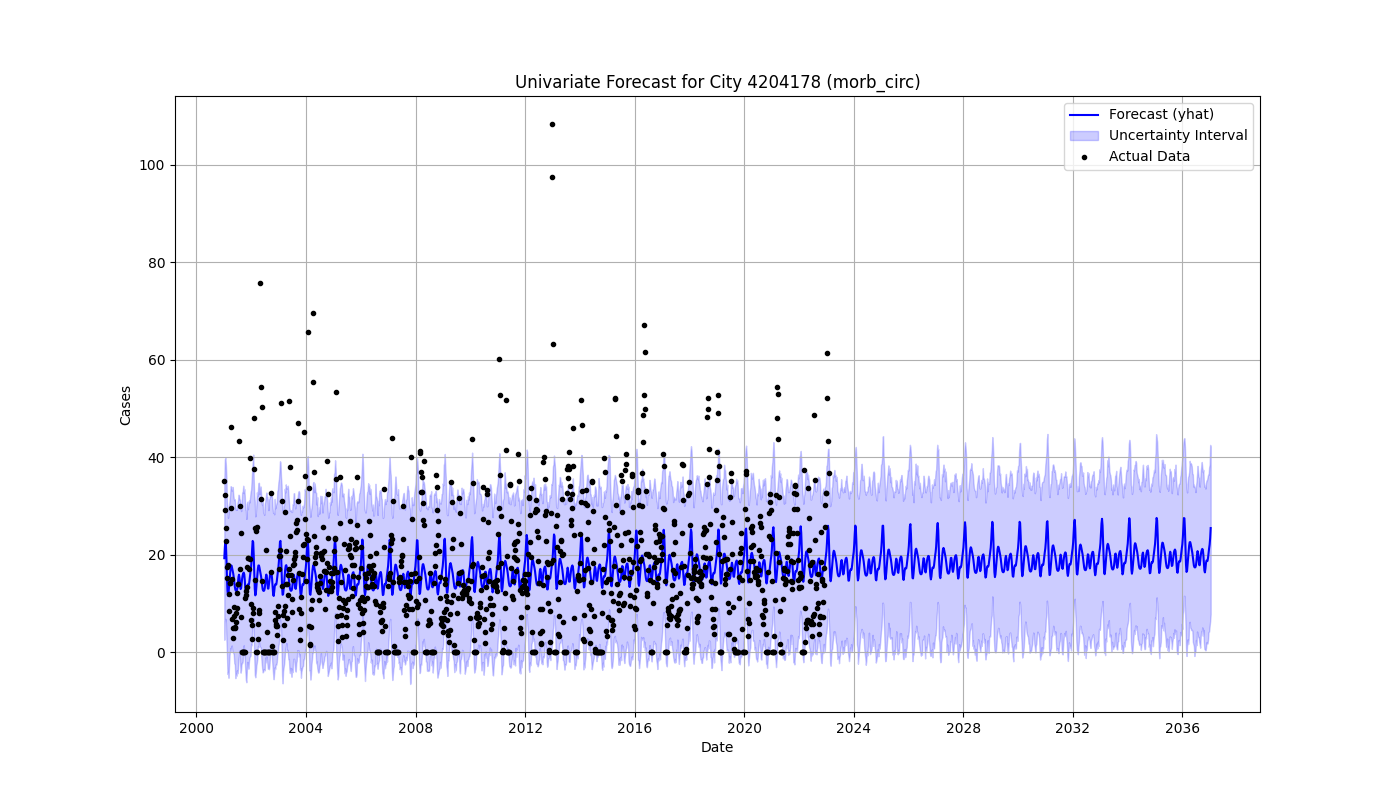 Univariate Forecast for City 4204178 (morb_circ)
Forecast (yhat)
Uncertainty Interval
Actual Data
100
80
60
40
20
0
Cases
2000 2004 2008 2012 2016 2020 2024 2028 2032 2036
Date